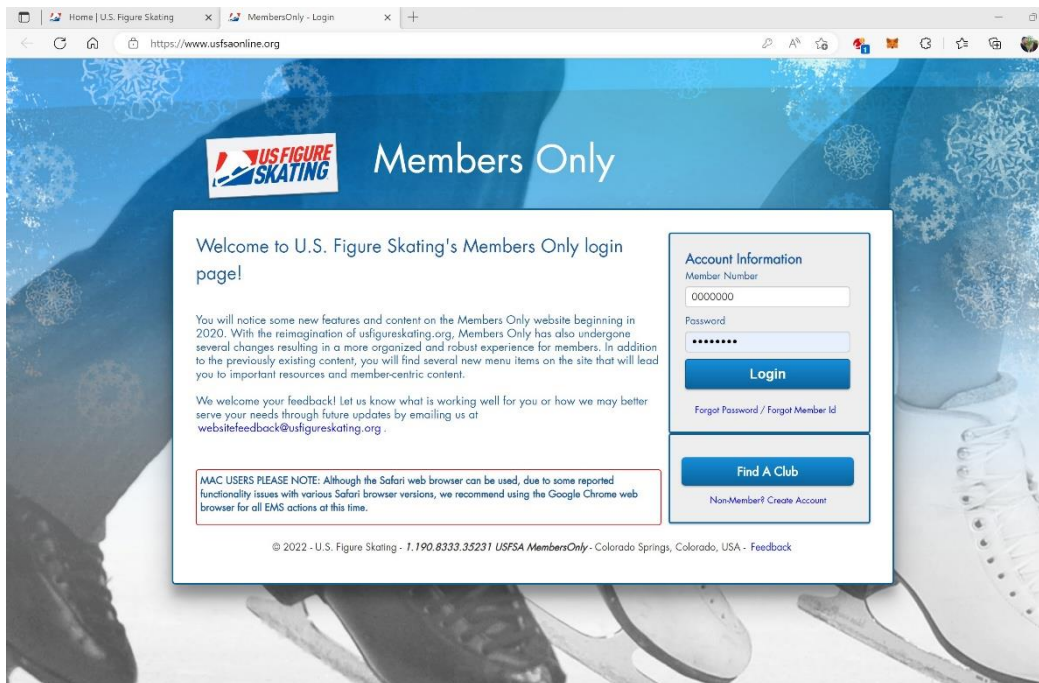 Home | U.S. Figure Skating
MembersOnly - Login
https://www.usfsaonline.org
1
US FIGURE
SKATING
Members Only
Welcome to U.S. Figure Skating's Members Only login
page!
You will notice some new features and content on the Members Only website beginning in
2020. With the reimagination of usfigureskating.org, Members Only has also undergone
several changes resulting in a more organized and robust experience for members. In addition
to the previously existing content, you will find several new menu items on the site that will lead
you to important resources and member-centric content.
We welcome your feedback! Let us know what is working well for you or how we may better
serve your needs through future updates by emailing us at
websitefeedback@usfigureskating.org .
MAC USERS PLEASE NOTE: Although the Safari web browser can be used, due to some reported
functionality issues with various Safari browser versions, we recommend using the Google Chrome web
browser for all EMS actions at this time.
Account Information
Member Number
0000000
Password
••••••••
Login
Forgot Password / Forgot Member Id
Find A Club
Non-Member? Create Account
© 2022 - U.S. Figure Skating - 1.190.8333.35231 USFSA MembersOnly - Colorado Springs, Colorado, USA - Feedback